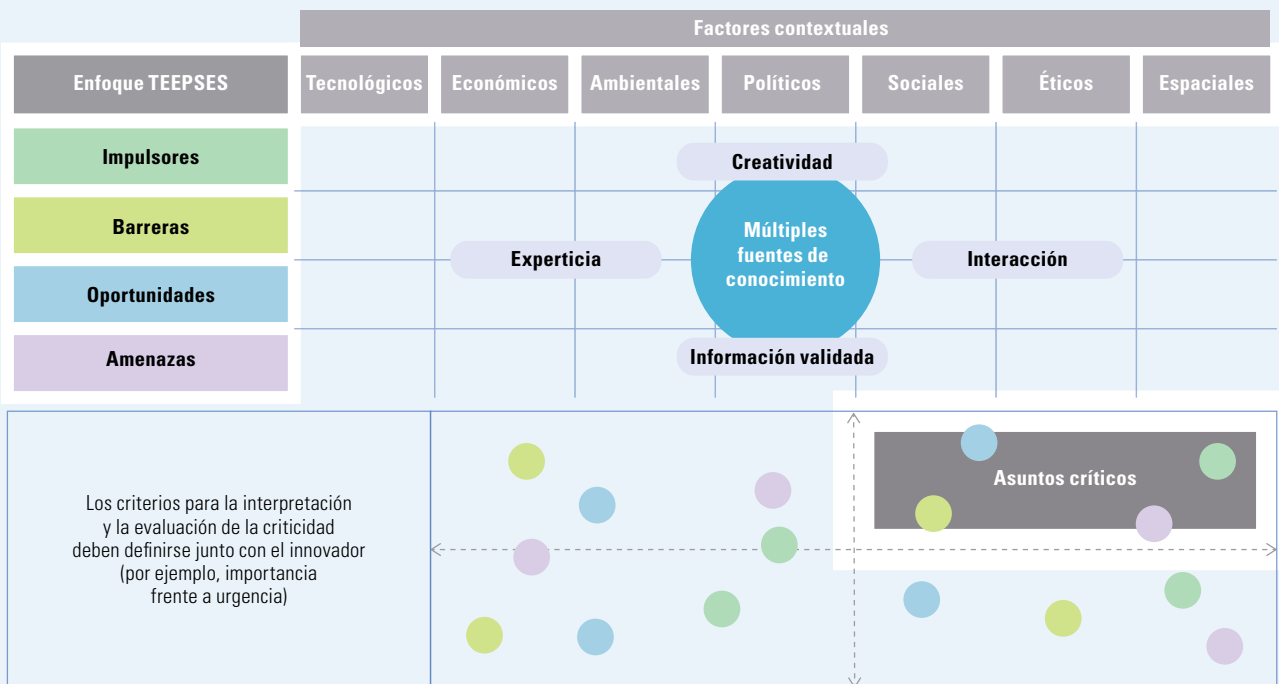 Factores contextuales
Enfoque TEEPSES
Tecnológicos
Económicos
Ambientales
Políticos
Sociales
Éticos
Espaciales
Impulsores
Barreras
Oportunidades
Amenazas
Creatividad
Experticia
Múltiples
fuentes de
conocimiento
Interacción
Información validada
Los criterios para la interpretación
y la evaluación de la criticidad
deben definirse junto con el innovador
(por ejemplo, importancia
frente a urgencia)
Asuntos críticos